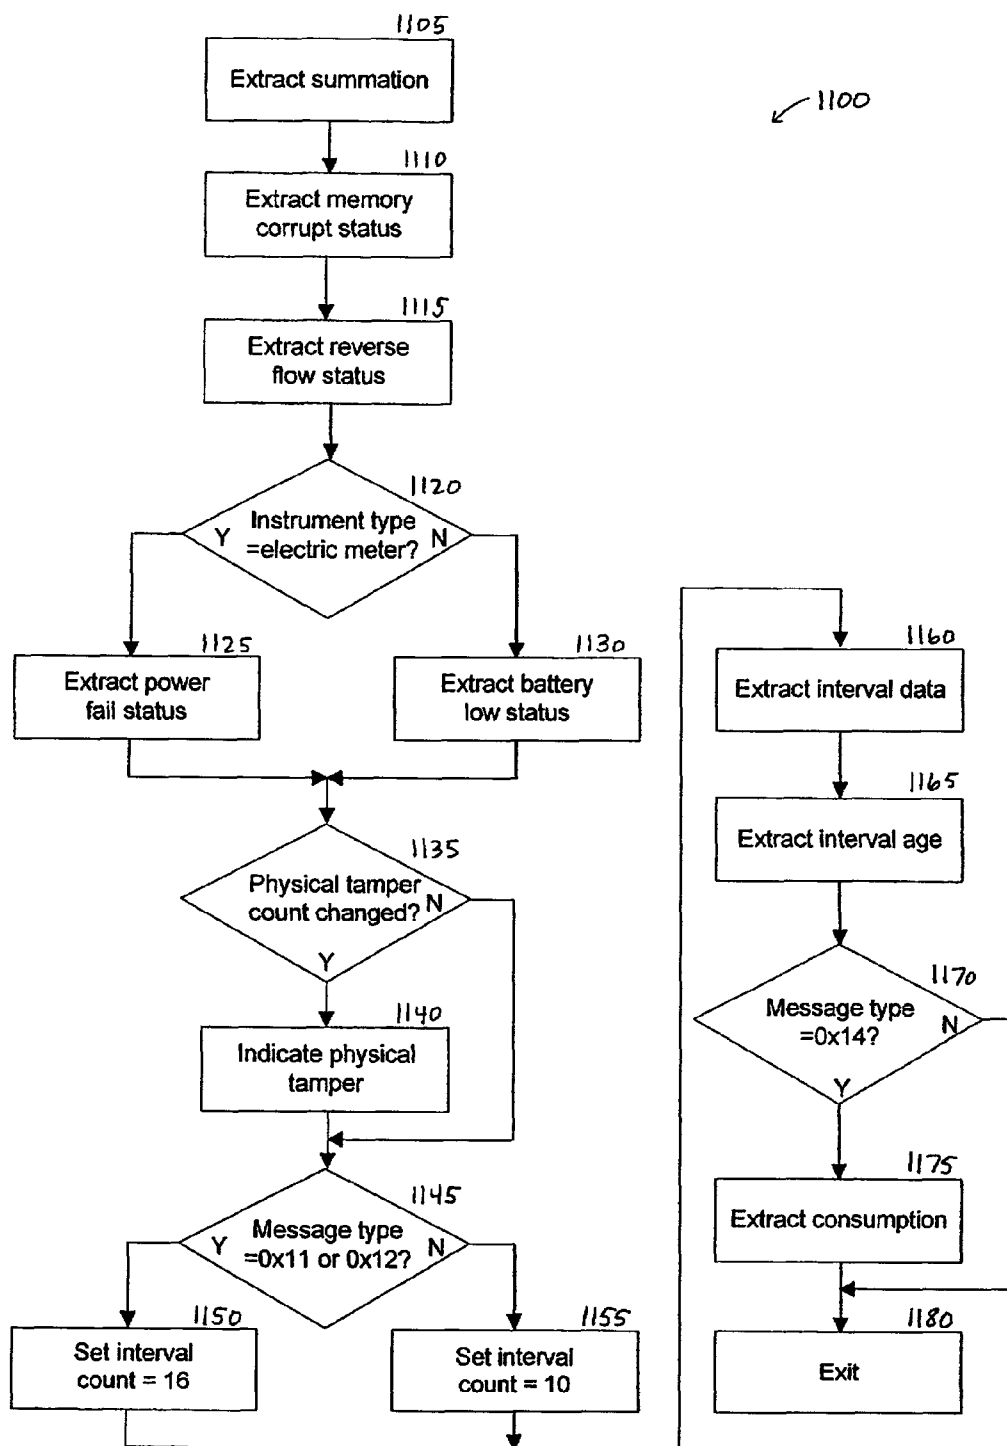 1105
Extract summation
1100
1110
Extract memory
corrupt status
1115
Extract reverse
flow status
1120
Instrument type
=electric meter?
Y
N
1125
Extract power
fail status
1130
Extract battery
low status
1135
Physical tamper
count changed?
N
Y
1140
Indicate physical
tamper
1145
Message type
=0x11 or 0x12?
Y
N
1150
Set interval
count = 16
1155
Set interval
count = 10
1160
Extract interval data
1165
Extract interval age
1170
Message type
=0x14?
N
Y
1175
Extract consumption
1180
Exit